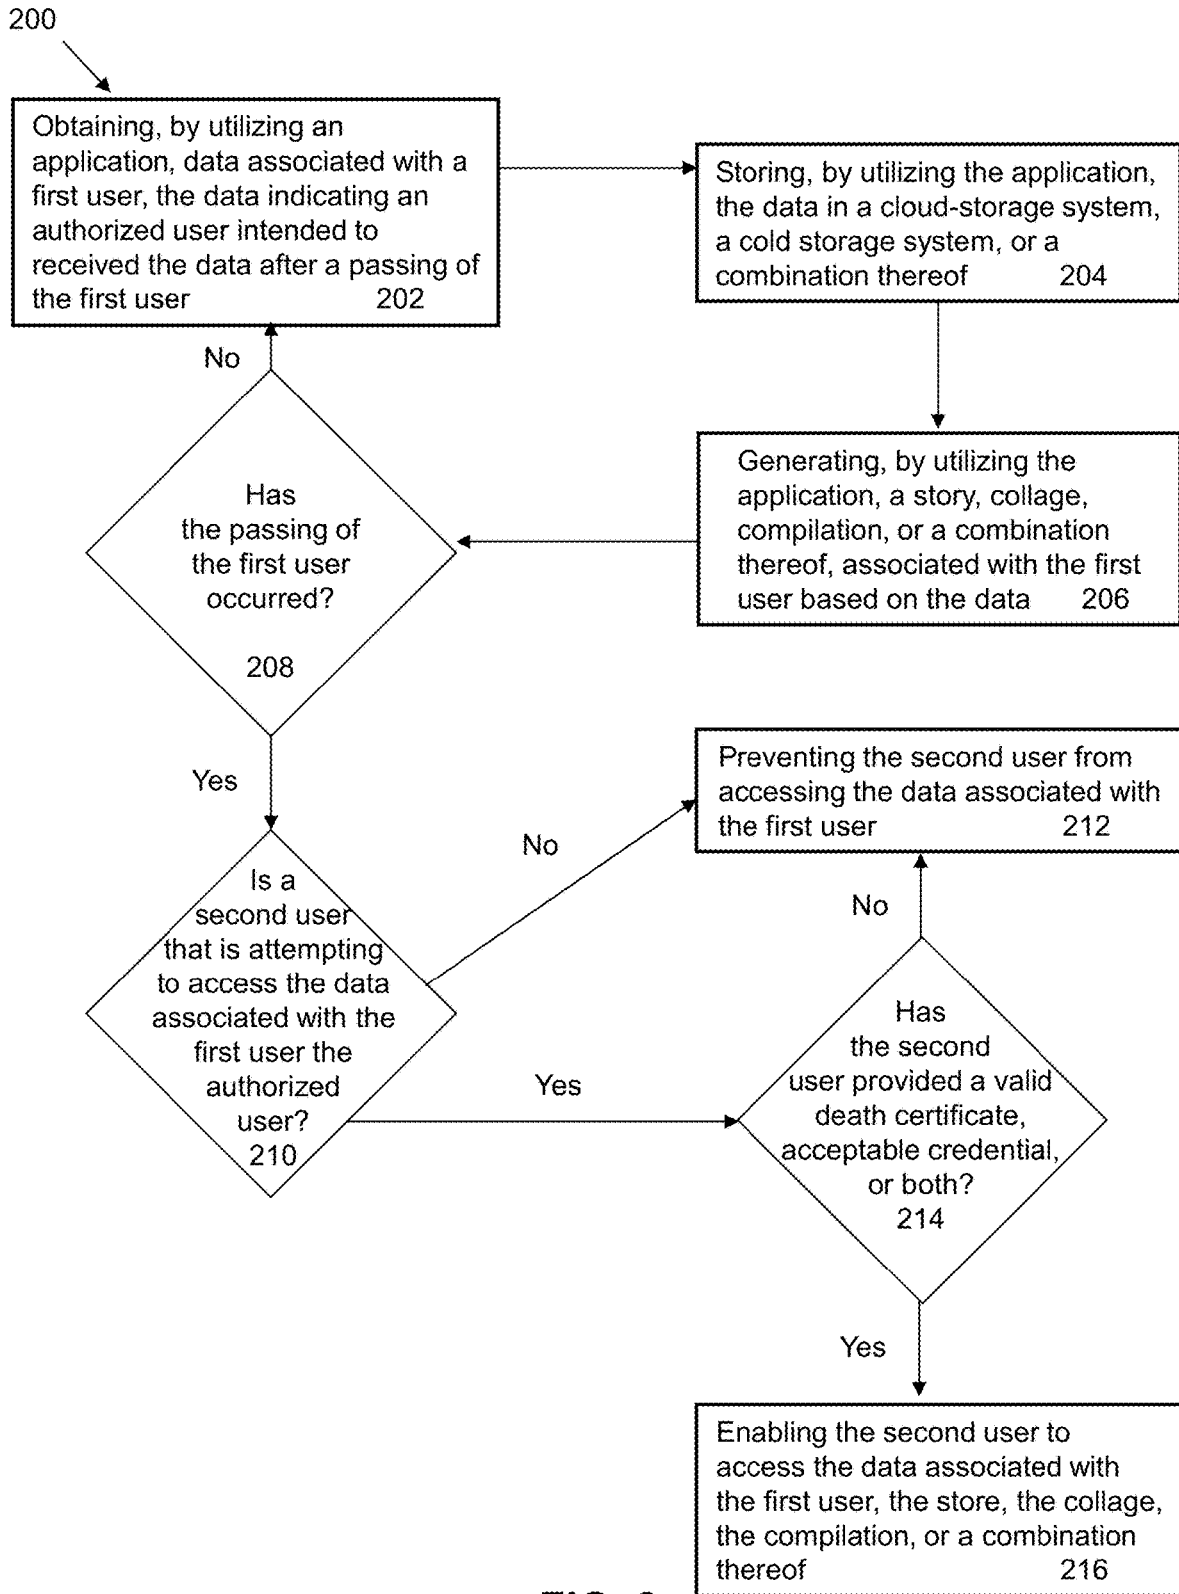 200
Obtaining, by utilizing an
application, data associated with a
first user, the data indicating an
authorized user intended to
received the data after a passing of
the first user 202
Storing, by utilizing the application,
the data in a cloud-storage system,
a cold storage system, or a
combination thereof 204
Generating, by utilizing the
application, a story, collage,
compilation, or a combination
thereof, associated with the first
user based on the data 206
No
Has
the passing of
the first user
occurred?
208
Yes
Preventing the second user from
accessing the data associated with
the first user 212
No
Is a
second user
that is attempting
to access the data
associated with the
first user the
authorized
user?
210
No
Yes
Has
the second
user provided a valid
death certificate,
acceptable credential,
or both?
214
Yes
Enabling the second user to
access the data associated with
the first user, the store, the collage,
the compilation, or a combination
thereof 216